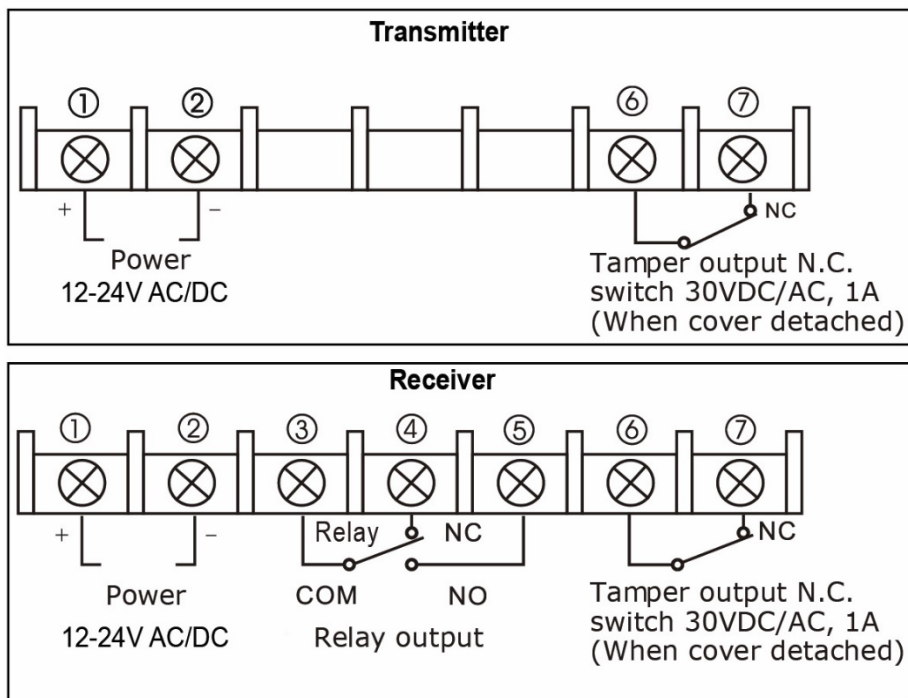 Transmitter
① ② ⑥ ⑦
+ − NC
Power
12-24V AC/DC
Tamper output N.C.
switch 30VDC/AC, 1A
(When cover detached)
Receiver
① ② ③ ④ ⑤ ⑥ ⑦
+ − Relay NC NC
Power COM NO
12-24V AC/DC Relay output
Tamper output N.C.
switch 30VDC/AC, 1A
(When cover detached)